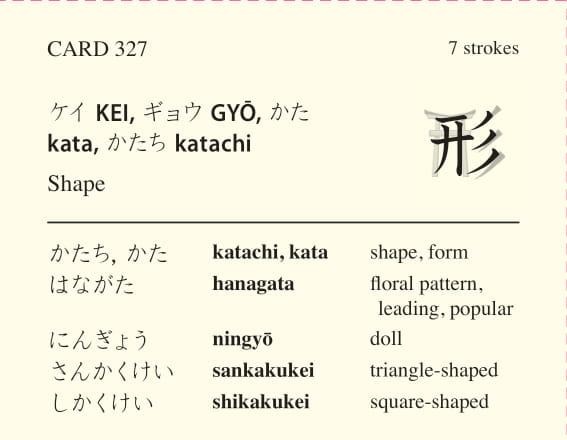 CARD 327 7 strokes
ケイ KEI, ギョウ GYŌ, かた
kata, かたち katachi
形
Shape
かたち, かた katachi, kata shape, form
はながた hanagata floral pattern,
leading, popular
にんぎょう ningyō doll
さんかくけい sankakukei triangle-shaped
しかくけい shikakukei square-shaped